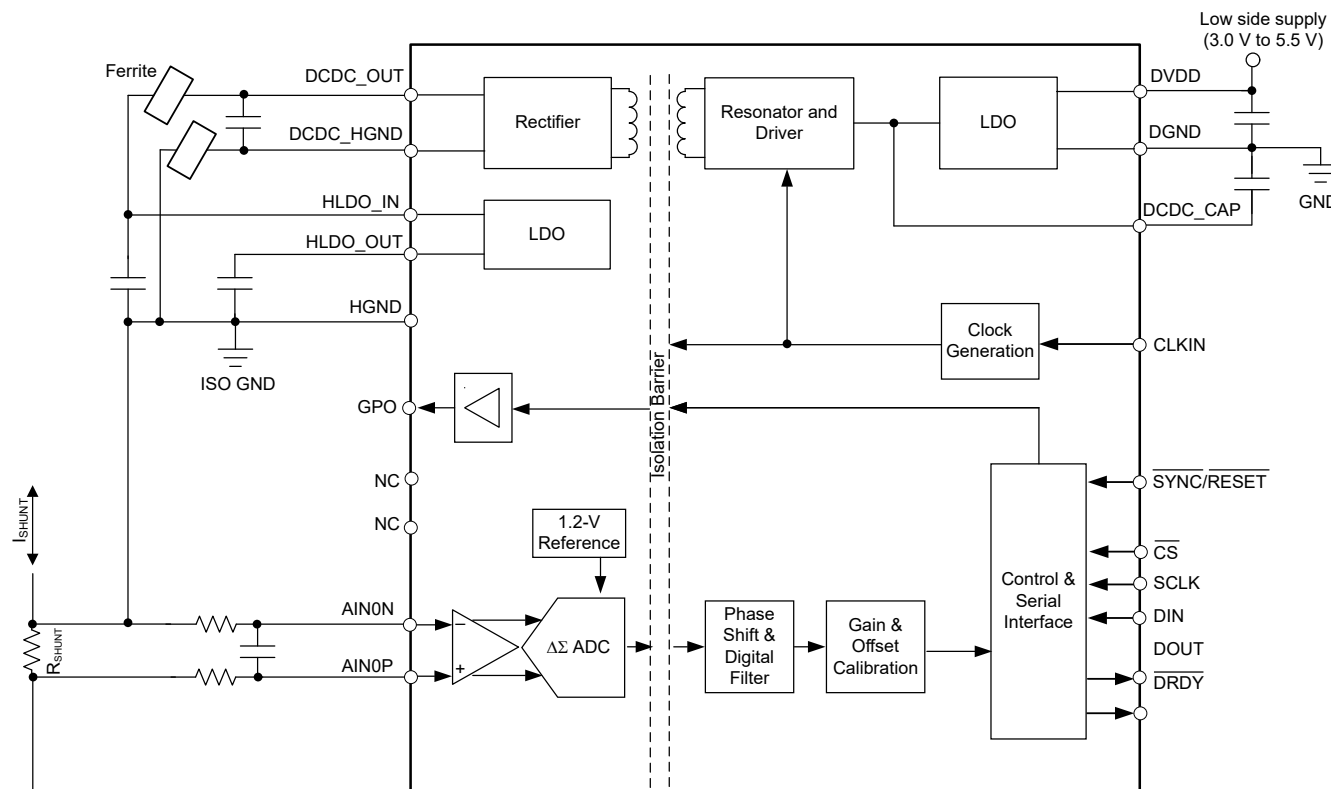 Low side supply
(3.0 V to 5.5 V)
Ferrite
DCDC_OUT
DVDD
Rectifier
Resonator and
Driver
LDO
DCDC_HGND
DGND
GND
HLDO_IN
LDO
DCDC_CAP
HLDO_OUT
HGND
ISO GND
Clock
Generation
CLKIN
GPO
Isolation Barrier
NC
SYNC/RESET
NC
ISHUNT
1.2-V
Reference
CS
SCLK
Control &
Serial
Interface
DIN
AIN0N
DOUT
RSHUNT
ΔΣ ADC
Phase
Shift &
Digital
Filter
Gain &
Offset
Calibration
AIN0P
DRDY